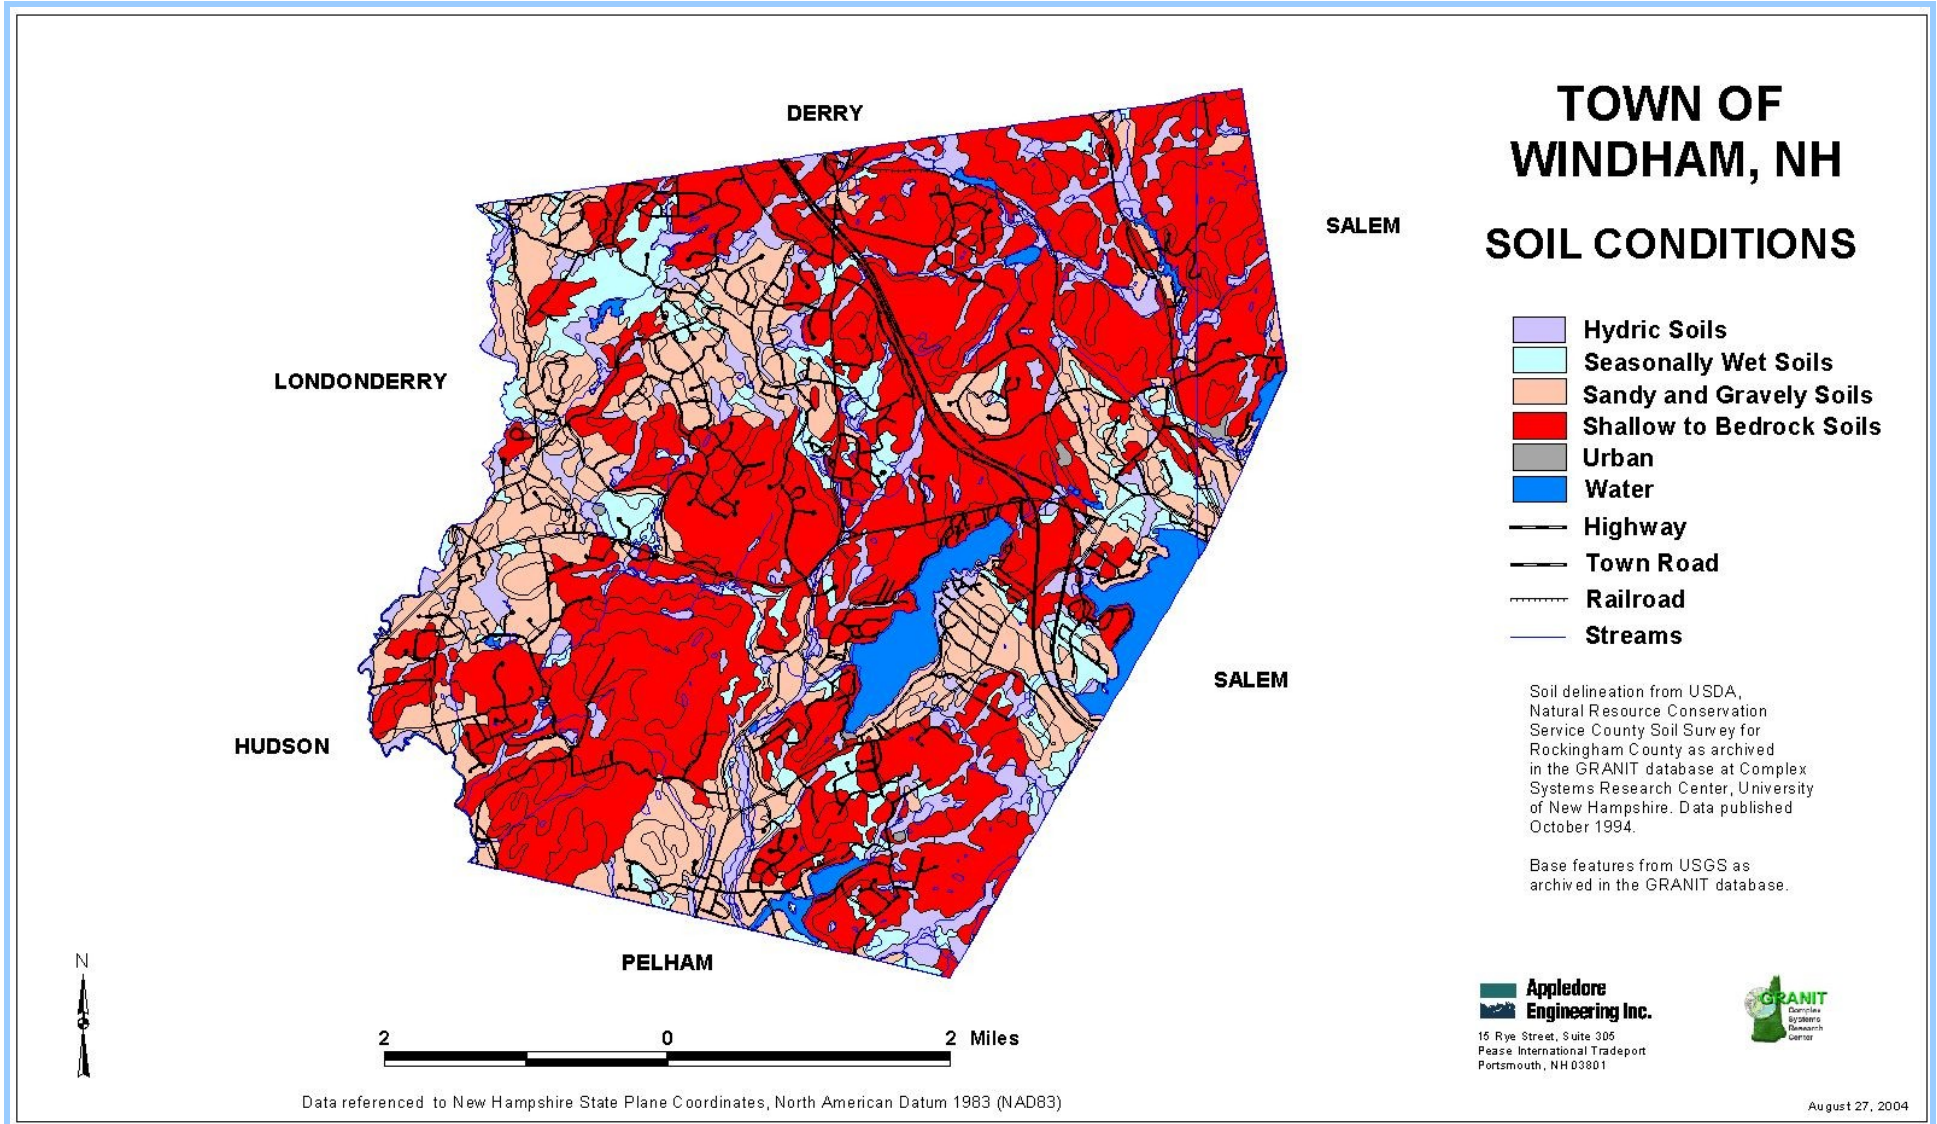 TOWN OF
WINDHAM, NH
SOIL CONDITIONS
DERRY
SALEM
LONDONDERRY
SALEM
HUDSON
PELHAM
Hydric Soils
Seasonally Wet Soils
Sandy and Gravely Soils
Shallow to Bedrock Soils
Urban
Water
Highway
Town Road
Railroad
Streams
Soil delineation from USDA,
Natural Resource Conservation
Service County Soil Survey for
Rockingham County as archived
in the GRANIT database at Complex
Systems Research Center, University
of New Hampshire. Data published
October 1994.
Base features from USGS as
archived in the GRANIT database.
N
2 0 2 Miles
Data referenced to New Hampshire State Plane Coordinates, North American Datum 1983 (NAD83)
Appledore
Engineering Inc.
15 Rye Street, Suite 305
Pease International Tradeport
Portsmouth, NH 03801
GRANIT
Complex
Systems
Research
Center
August 27, 2004